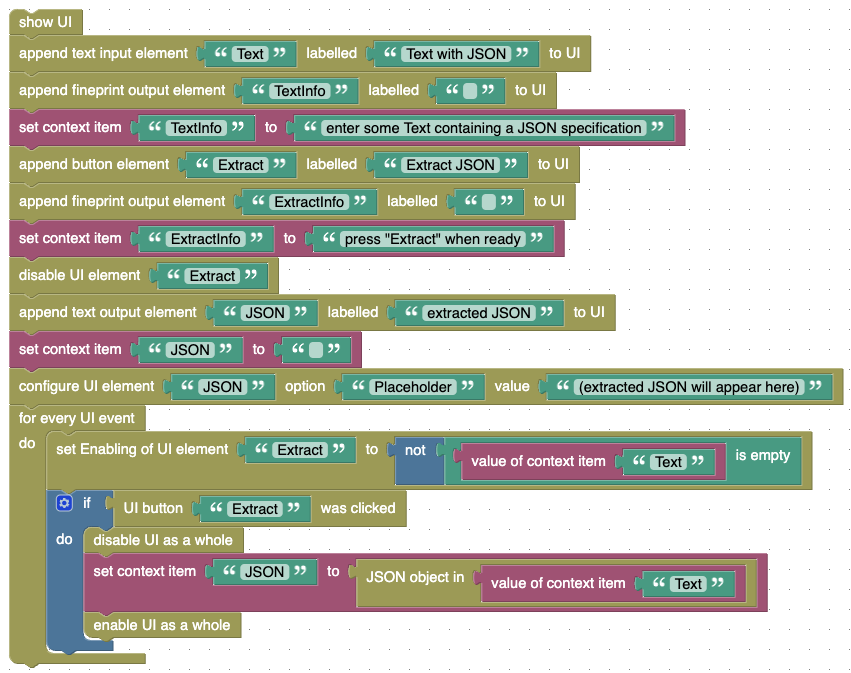 show UI
append text input element “ Text ” labelled “ Text with JSON ” to UI
append fineprint output element “ TextInfo ” labelled “ ” to UI
set context item “ TextInfo ” to “ enter some Text containing a JSON specification ”
append button element “ Extract ” labelled “ Extract JSON ” to UI
append fineprint output element “ ExtractInfo ” labelled “ ” to UI
set context item “ ExtractInfo ” to “ press "Extract" when ready ”
disable UI element “ Extract ”
append text output element “ JSON ” labelled “ extracted JSON ” to UI
set context item “ JSON ” to “ ”
configure UI element “ JSON ” option “ Placeholder ” value “ (extracted JSON will appear here) ”
for every UI event
do set Enabling of UI element “ Extract ” to not value of context item “ Text ” is empty
if UI button “ Extract ” was clicked
do disable UI as a whole
set context item “ JSON ” to JSON object in value of context item “ Text ”
enable UI as a whole